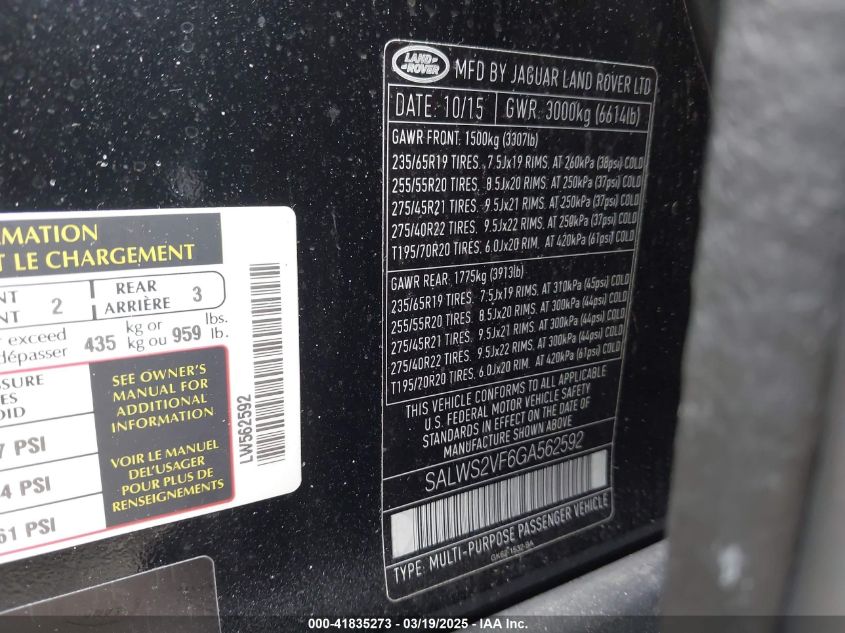 RMATION
T LE CHARGEMENT
NT 2 REAR 3
NT ARRIÈRE
r exceed 435 kg or 959 lbs.
dépasser kg ou lb.
SSURE
ES
OID
7 PSI
4 PSI
61 PSI
SEE OWNER'S
MANUAL FOR
ADDITIONAL
INFORMATION
VOIR LE MANUEL
DEL'USAGER
POUR PLUS DE
RENSEIGNEMENTS
LW562592
LAND ROVER
MFD BY JAGUAR LAND ROVER LTD
DATE: 10/15 GWR: 3000kg (6614lb)
GAWR FRONT: 1500kg (3307lb)
235/65R19 TIRES. 7.5Jx19 RIMS. AT 260kPa (38psi) COLD
255/55R20 TIRES. 8.5Jx20 RIMS. AT 250kPa (37psi) COLD
275/45R21 TIRES. 9.5Jx21 RIMS. AT 250kPa (37psi) COLD
275/40R22 TIRES. 9.5Jx22 RIMS. AT 250kPa (37psi) COLD
T195/70R20 TIRES. 6.0Jx20 RIM. AT 420kPa (61psi) COLD
GAWR REAR: 1775kg (3913lb)
235/65R19 TIRES. 7.5Jx19 RIMS. AT 310kPa (45psi) COLD
255/55R20 TIRES. 8.5Jx20 RIMS. AT 300kPa (44psi) COLD
275/45R21 TIRES. 9.5Jx21 RIMS. AT 300kPa (44psi) COLD
275/40R22 TIRES. 9.5Jx22 RIMS. AT 300kPa (44psi) COLD
T195/70R20 TIRES. 6.0Jx20 RIM. AT 420kPa (61psi) COLD
THIS VEHICLE CONFORMS TO ALL APPLICABLE
U.S. FEDERAL MOTOR VEHICLE SAFETY
STANDARDS IN EFFECT ON THE DATE OF
MANUFACTURE SHOWN ABOVE.
SALWS2VF6GA562592
TYPE: MULTI-PURPOSE PASSENGER VEHICLE
© 41835273 - 03/19/2025 - IAA Inc.